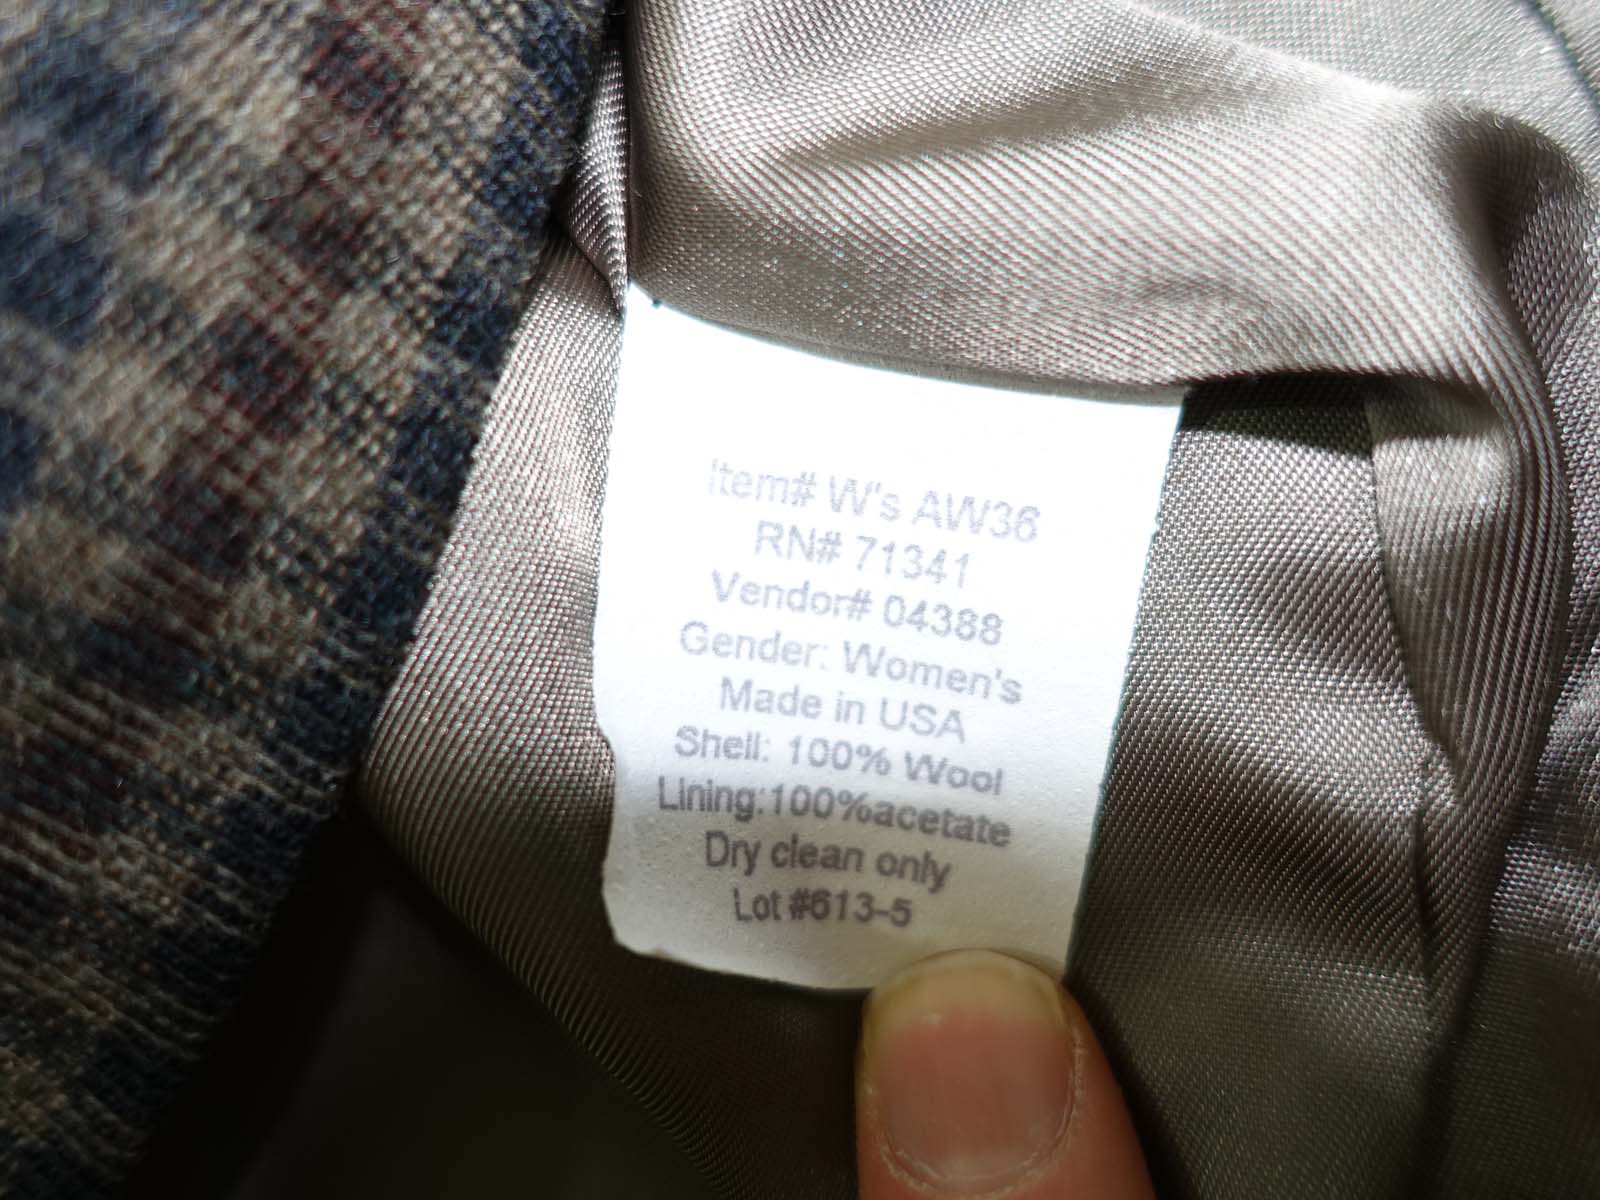 Item# W's AW36
RN# 71341
Vendor# 04388
Gender: Women's
Made in USA
Shell: 100% Wool
Lining:100%acetate
Dry clean only
Lot #613-5